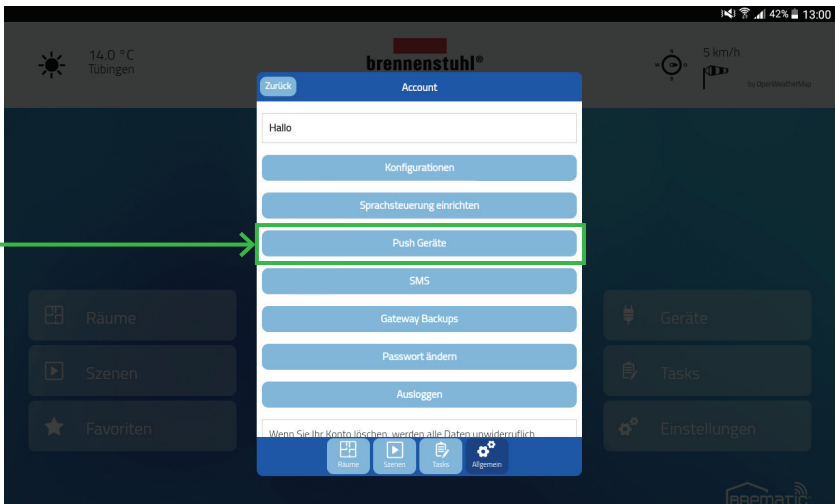 42% 13:00
14.0 °C
Tübingen
brennenstuhl®
5 km/h
by OpenWeatherMap
Zurück
Account
Hallo
Konfigurationen
Sprachsteuerung einrichten
Push Geräte
SMS
Gateway Backups
Passwort ändern
Ausloggen
Wenn Sie Ihr Konto löschen, werden alle Daten unwiderruflich
Räume
Szenen
Favoriten
Geräte
Tasks
Einstellungen
Räume
Szenen
Tasks
Allgemein
BREMATIC